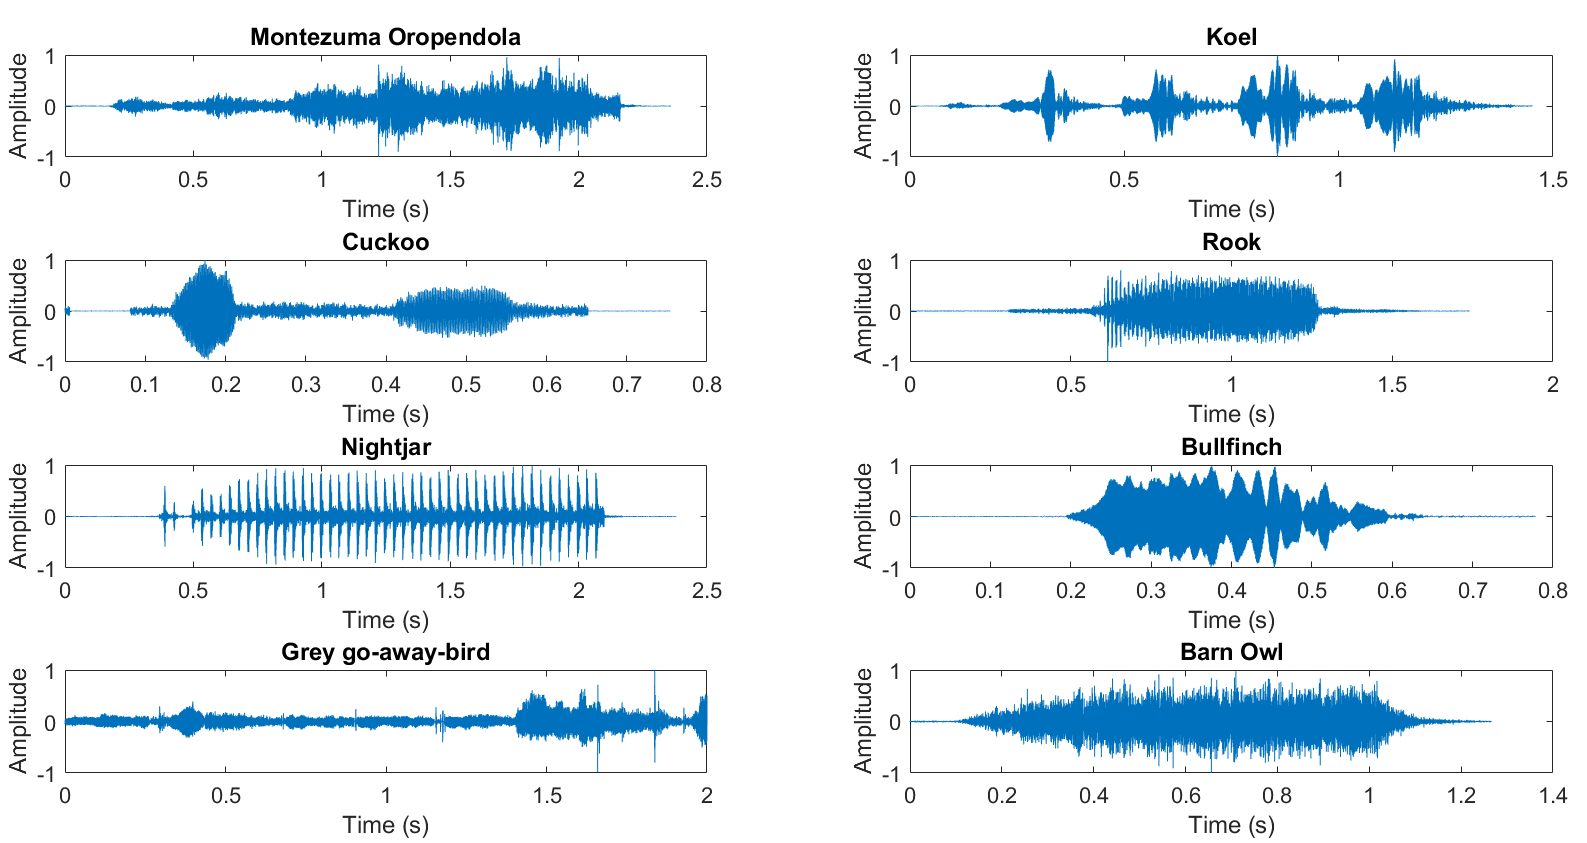 Montezuma Oropendola
Amplitude
1
0
-1
0 0.5 1 1.5 2 2.5
Time (s)
Koel
Amplitude
1
0
-1
0 0.5 1 1.5
Time (s)
Cuckoo
Amplitude
1
0
-1
0 0.1 0.2 0.3 0.4 0.5 0.6 0.7 0.8
Time (s)
Rook
Amplitude
1
0
-1
0 0.5 1 1.5 2
Time (s)
Nightjar
Amplitude
1
0
-1
0 0.5 1 1.5 2 2.5
Time (s)
Bullfinch
Amplitude
1
0
-1
0 0.1 0.2 0.3 0.4 0.5 0.6 0.7 0.8
Time (s)
Grey go-away-bird
Amplitude
1
0
-1
0 0.5 1 1.5 2
Time (s)
Barn Owl
Amplitude
1
0
-1
0 0.2 0.4 0.6 0.8 1 1.2 1.4
Time (s)